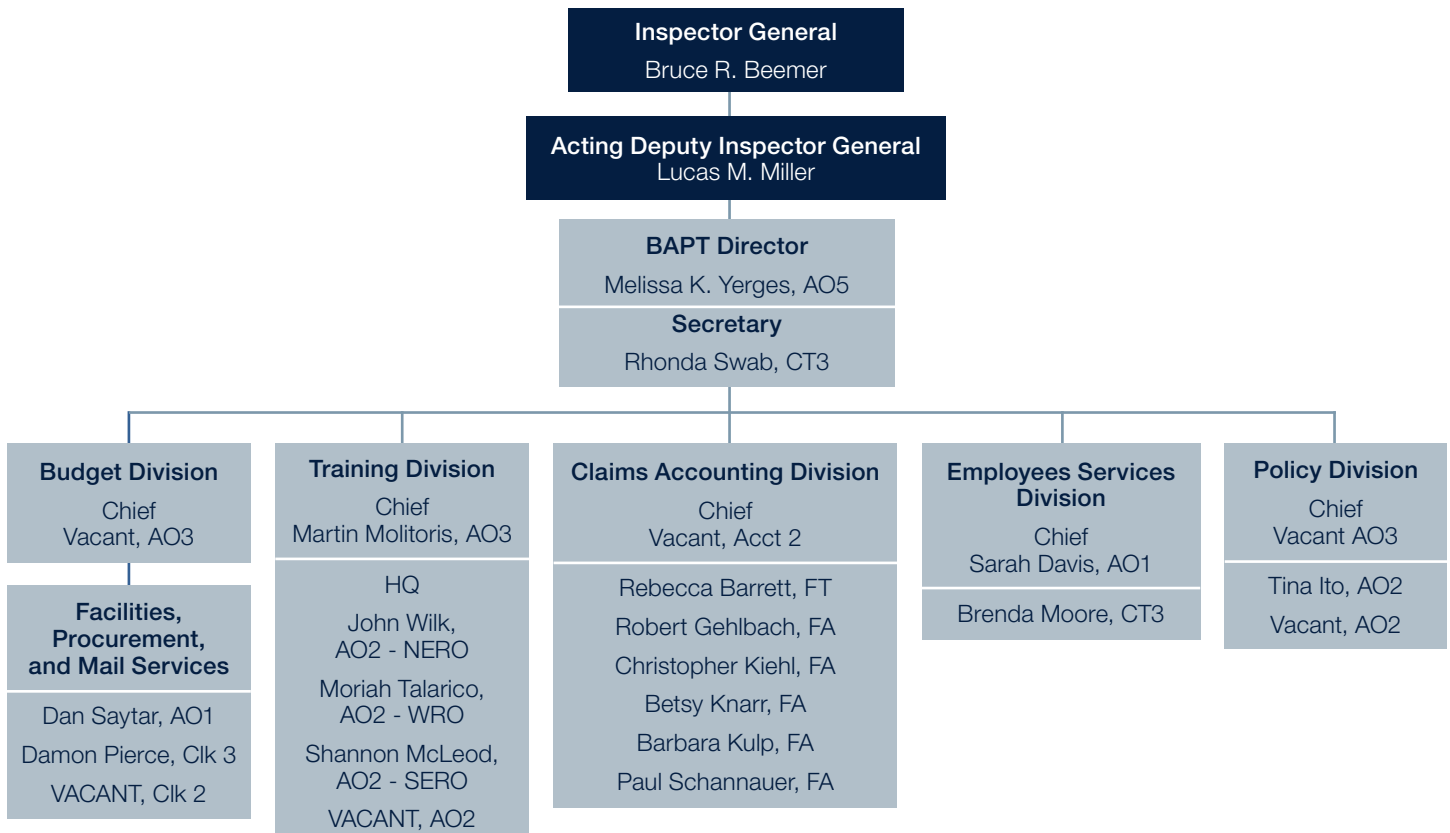 Inspector General
Bruce R. Beemer
Acting Deputy Inspector General
Lucas M. Miller
BAPT Director
Melissa K. Yerges, AO5
Secretary
Rhonda Swab, CT3
Budget Division
Chief
Vacant, AO3
Facilities,
Procurement,
and Mail Services
Dan Saytar, AO1
Damon Pierce, Clk 3
VACANT, Clk 2
Training Division
Chief
Martin Molitoris, AO3
HQ
John Wilk,
AO2 - NERO
Moriah Talarico,
AO2 - WRO
Shannon McLeod,
AO2 - SERO
VACANT, AO2
Claims Accounting Division
Chief
Vacant, Acct 2
Rebecca Barrett, FT
Robert Gehlbach, FA
Christopher Kiehl, FA
Betsy Knarr, FA
Barbara Kulp, FA
Paul Schannauer, FA
Employees Services
Division
Chief
Sarah Davis, AO1
Brenda Moore, CT3
Policy Division
Chief
Vacant AO3
Tina Ito, AO2
Vacant, AO2